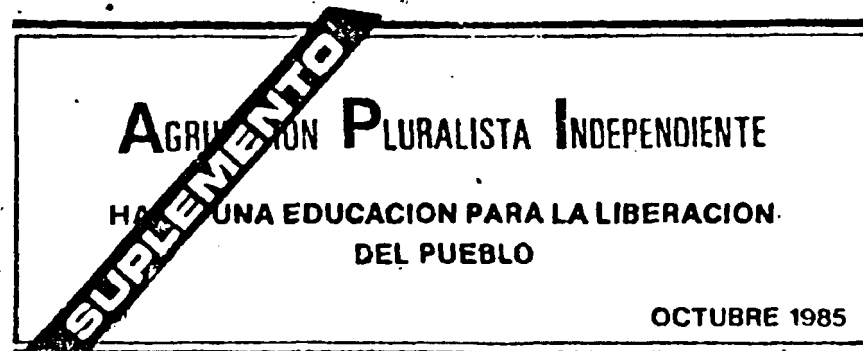 SUPLEMENTO
PLURALISTA INDEPENDIENTE
UNA EDUCACION PARA LA LIBERACION
DEL PUEBLO
OCTUBRE 1985